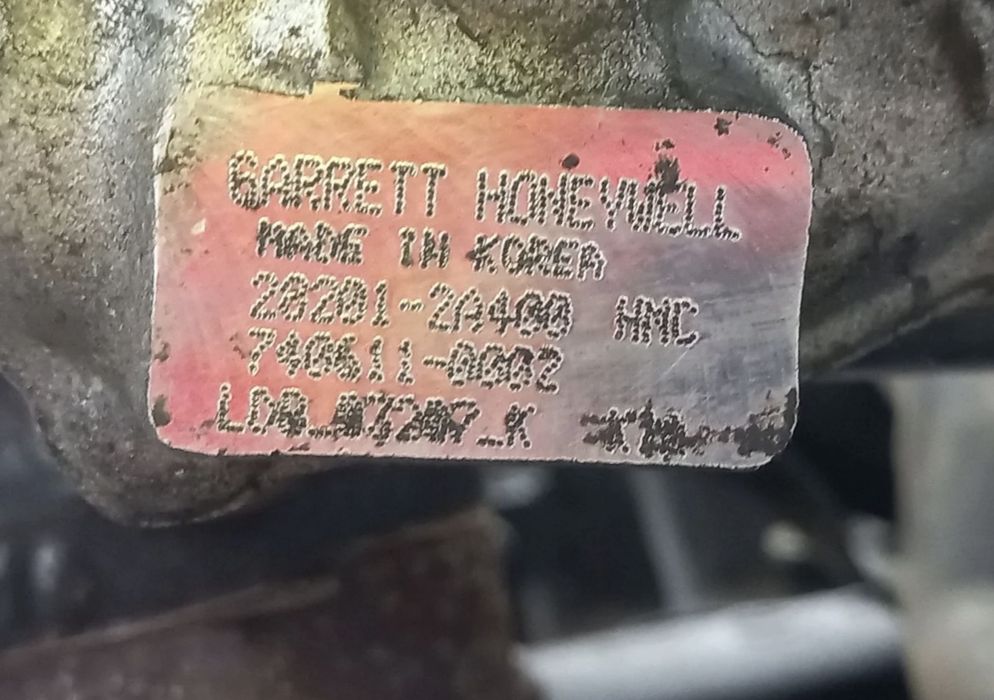 GARRETT HONEYWELL
MADE IN KOREA
28201-2A400 HMC
740611-0002